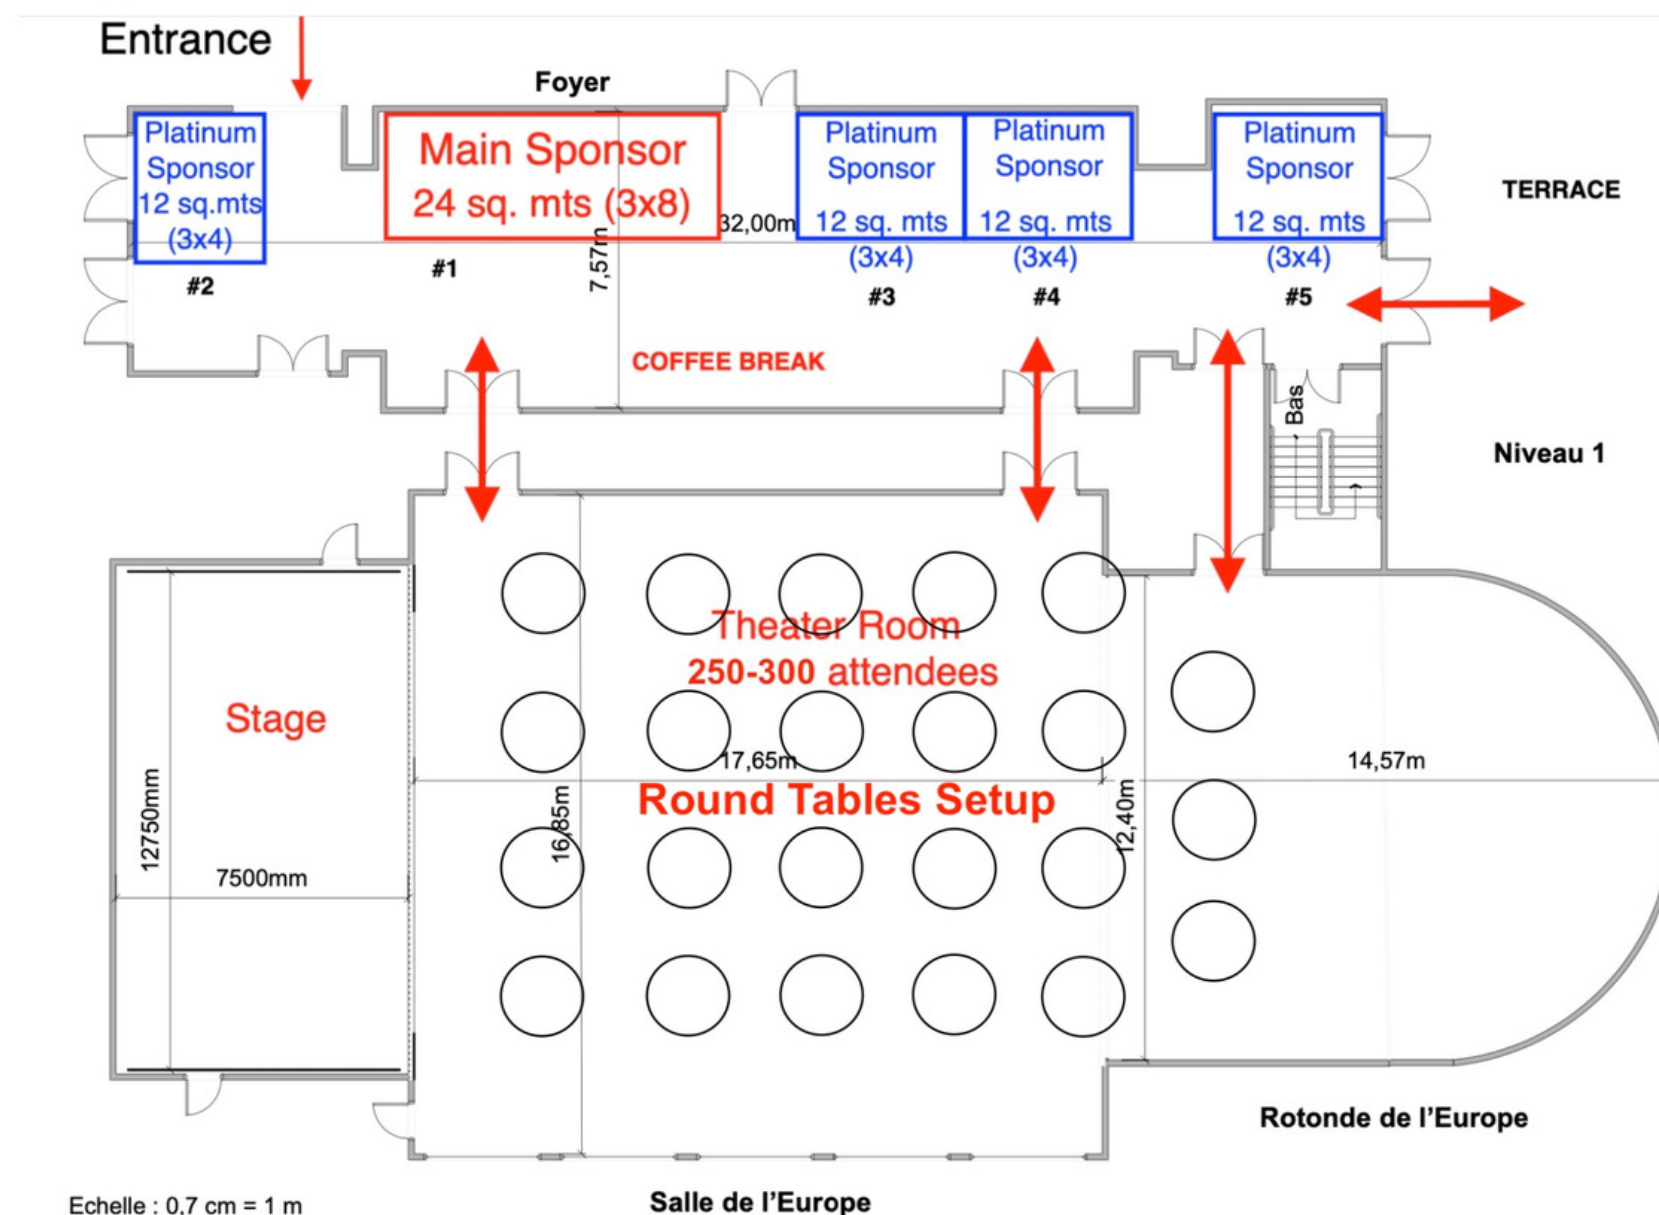 Entrance
Foyer
Platinum
Sponsor
12 sq.mts
(3x4)
#2
Main Sponsor
24 sq. mts (3x8)
#1
32,00m
7,57m
Platinum
Sponsor
12 sq. mts
(3x4)
#3
Platinum
Sponsor
12 sq. mts
(3x4)
#4
Platinum
Sponsor
12 sq. mts
(3x4)
#5
TERRACE
COFFEE BREAK
Bas
Niveau 1
Theater Room
250-300 attendees
Stage
17,65m
14,57m
Round Tables Setup
12750mm
16,85m
12,40m
7500mm
Rotonde de l’Europe
Salle de l’Europe
Echelle : 0,7 cm = 1 m